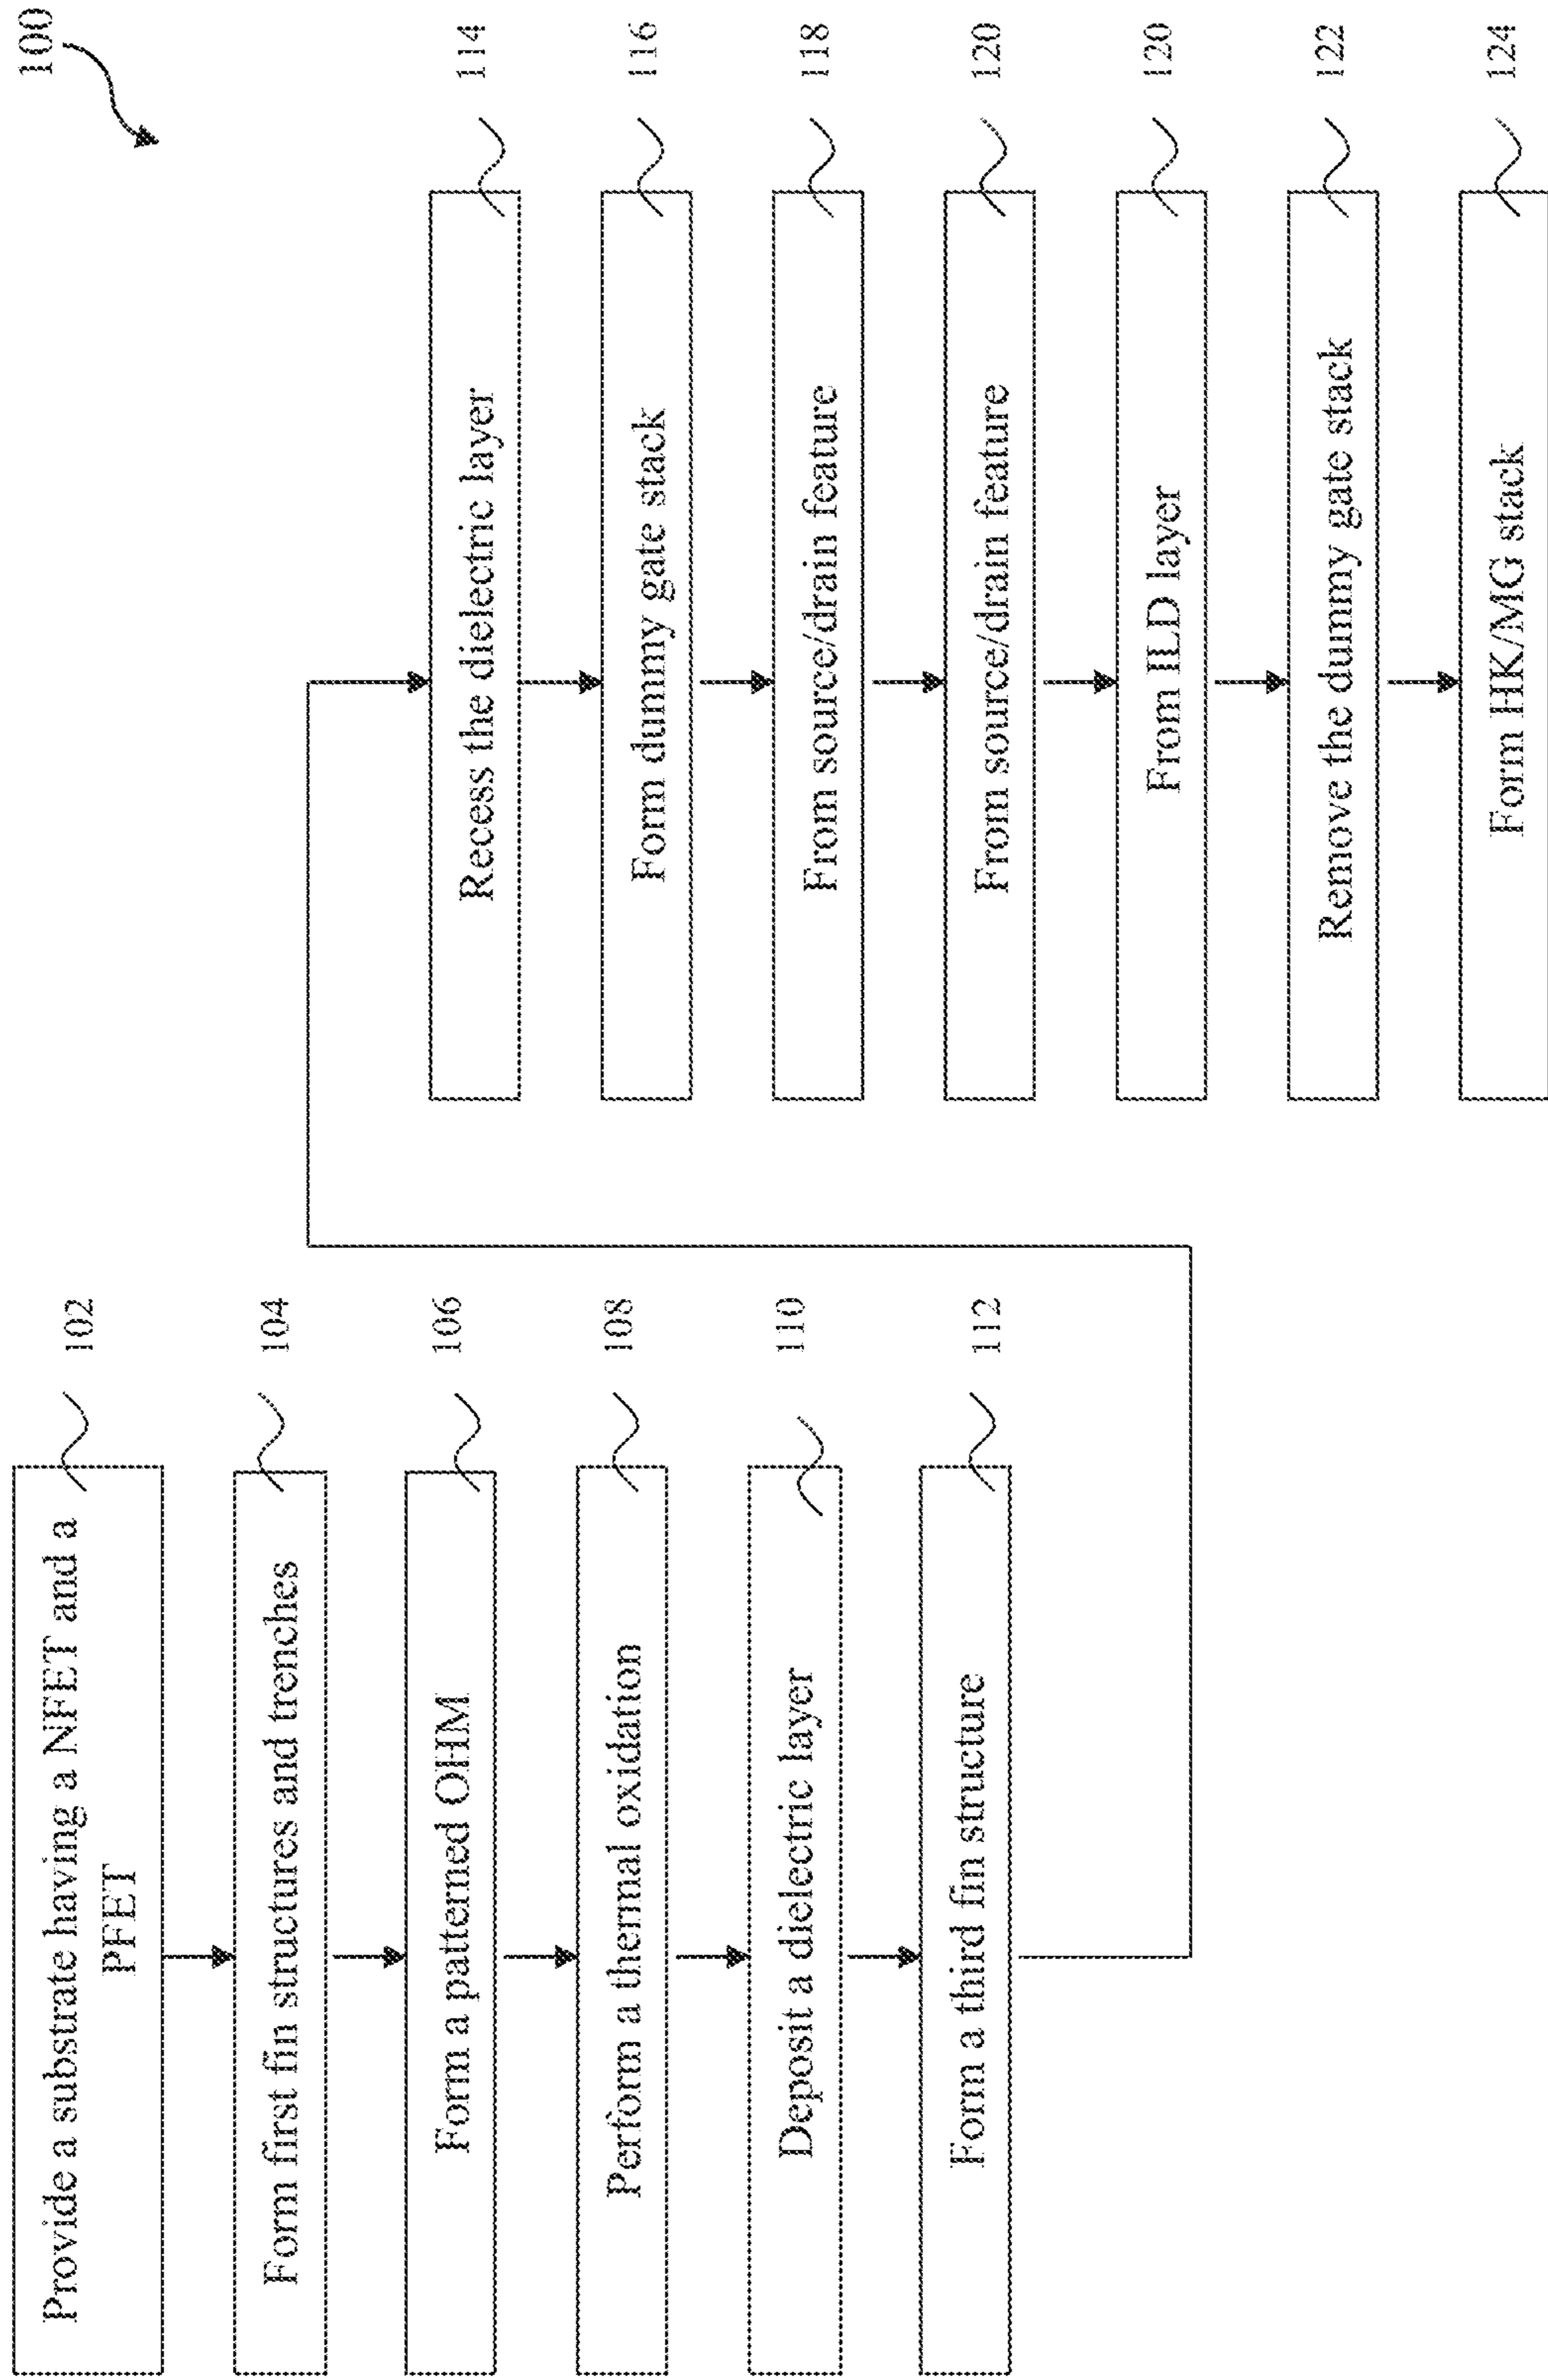 100
Provide a substrate having a NFET and a
PFET
102
Form first fin structures and trenches
104
Form a patterned OHM
106
Perform a thermal oxidation
108
Deposit a dielectric layer
110
Form a third fin structure
112
Recess the dielectric layer
114
Form dummy gate stack
116
From source/drain feature
118
From source/drain feature
120
From ILD layer
120
Remove the dummy gate stack
122
Form HK/MG stack
124